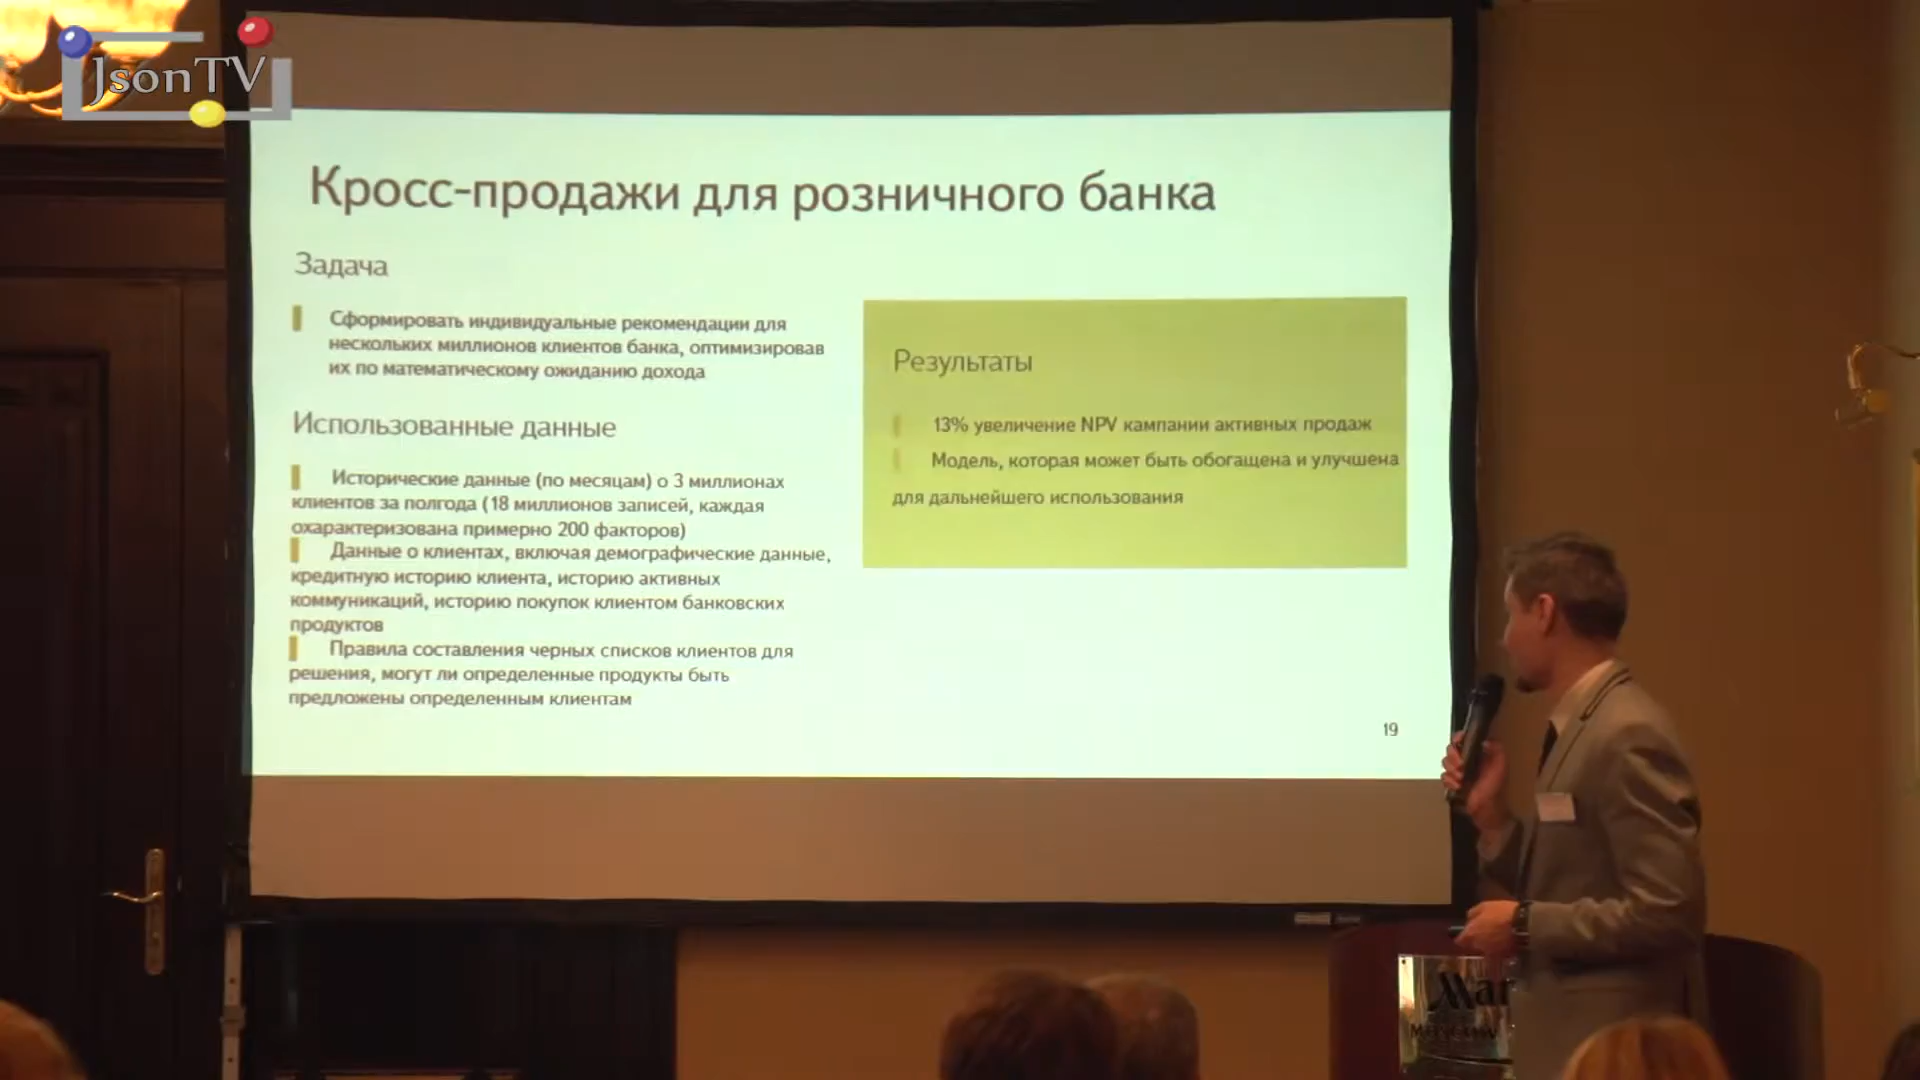 JsonTV
Кросс-продажи для розничного банка
Задача
Сформировать индивидуальные рекомендации для
нескольких миллионов клиентов банка, оптимизировав
их по математическому ожиданию дохода
Использованные данные
Исторические данные (по месяцам) о 3 миллионах
клиентов за полгода (18 миллионов записей, каждая
охарактеризована примерно 200 факторов)
Данные о клиентах, включая демографические данные,
кредитную историю клиента, историю активных
коммуникаций, историю покупок клиентом банковских
продуктов
Правила составления черных списков клиентов для
решения, могут ли определенные продукты быть
предложены определенным клиентам
Результаты
13% увеличение NPV кампании активных продаж
Модель, которая может быть обогащена и улучшена
для дальнейшего использования
19
Mar